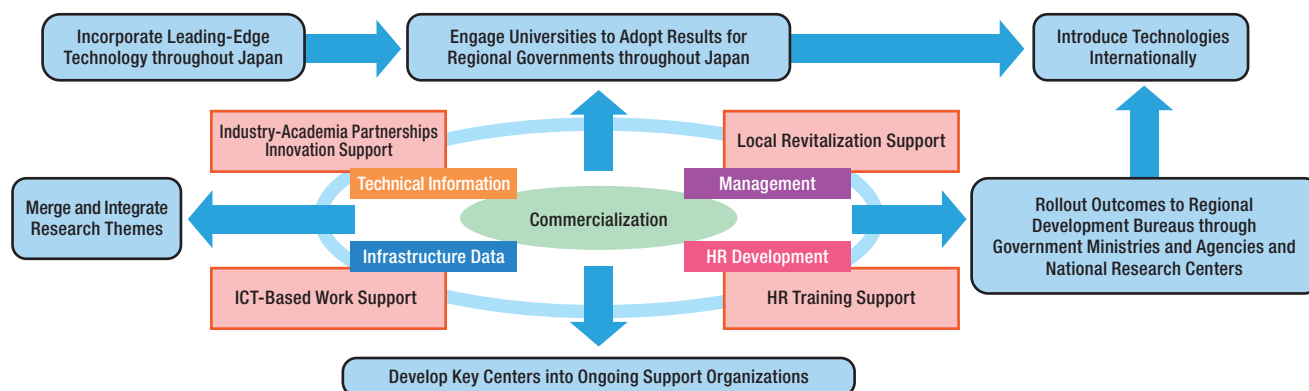 Incorporate Leading-Edge
Technology throughout Japan
Engage Universities to Adopt Results for
Regional Governments throughout Japan
Introduce Technologies
Internationally
Industry-Academia Partnerships
Innovation Support
Local Revitalization Support
Technical Information
Management
Merge and Integrate
Research Themes
Commercialization
Rollout Outcomes to Regional
Development Bureaus through
Government Ministries and Agencies and
National Research Centers
Infrastructure Data
HR Development
ICT-Based Work Support
HR Training Support
Develop Key Centers into Ongoing Support Organizations